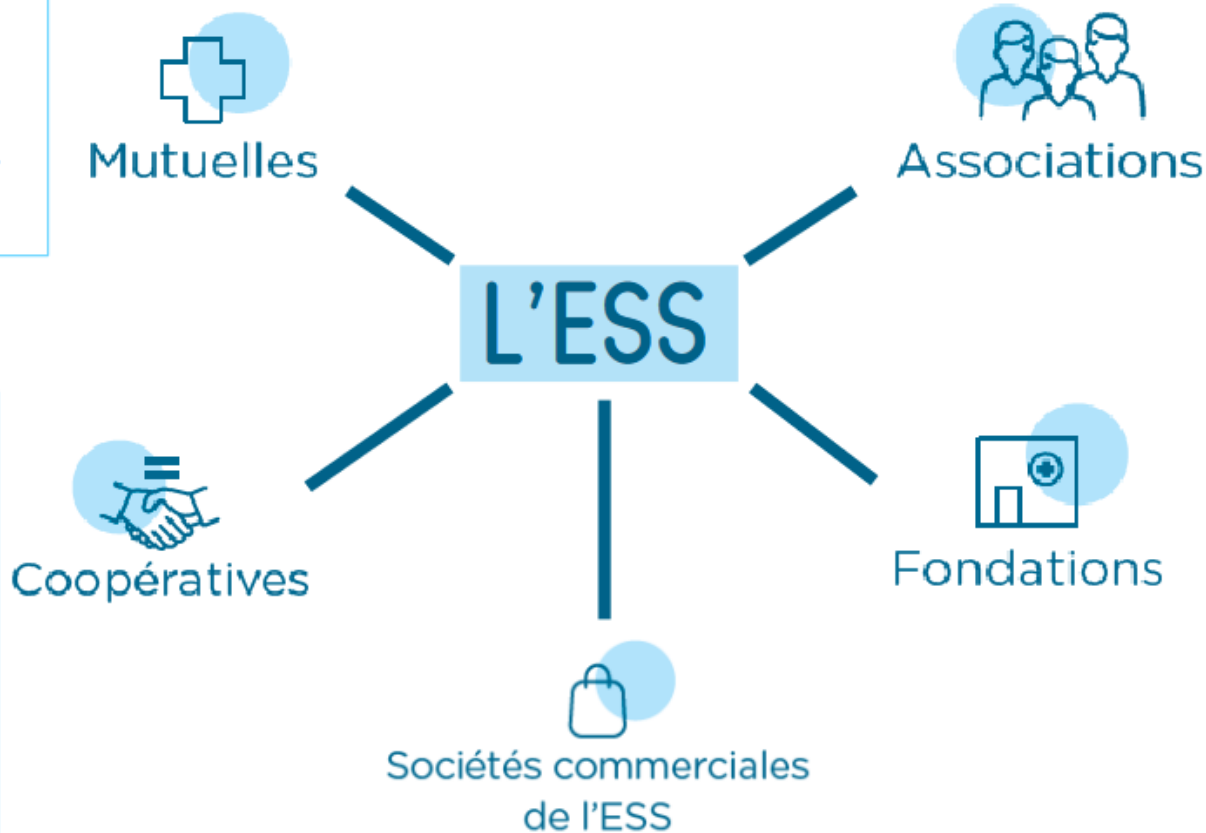 Mutuelles
Associations
L'ESS
Coopératives
Fondations
Sociétés commerciales
de l'ESS